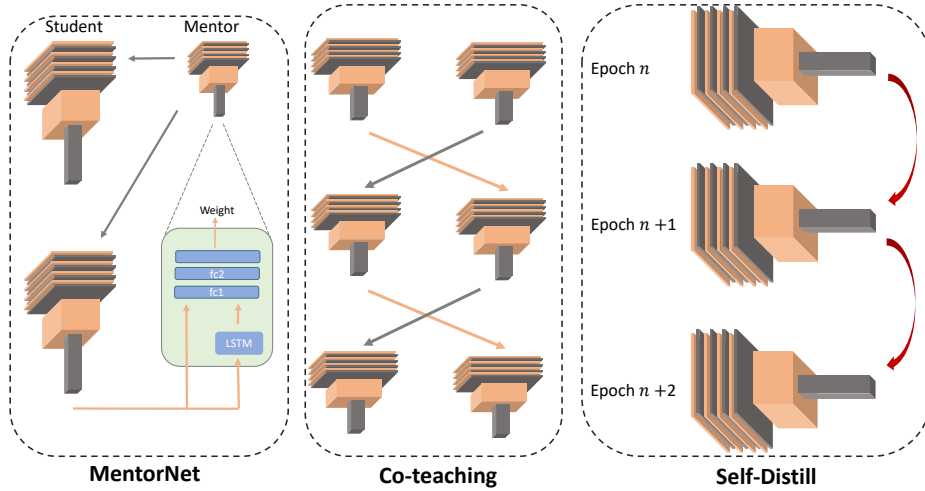 Student
Mentor
Weight
fc2
fc1
LSTM
MentorNet
Co-teaching
Epoch n
Epoch n +1
Epoch n +2
Self-Distill